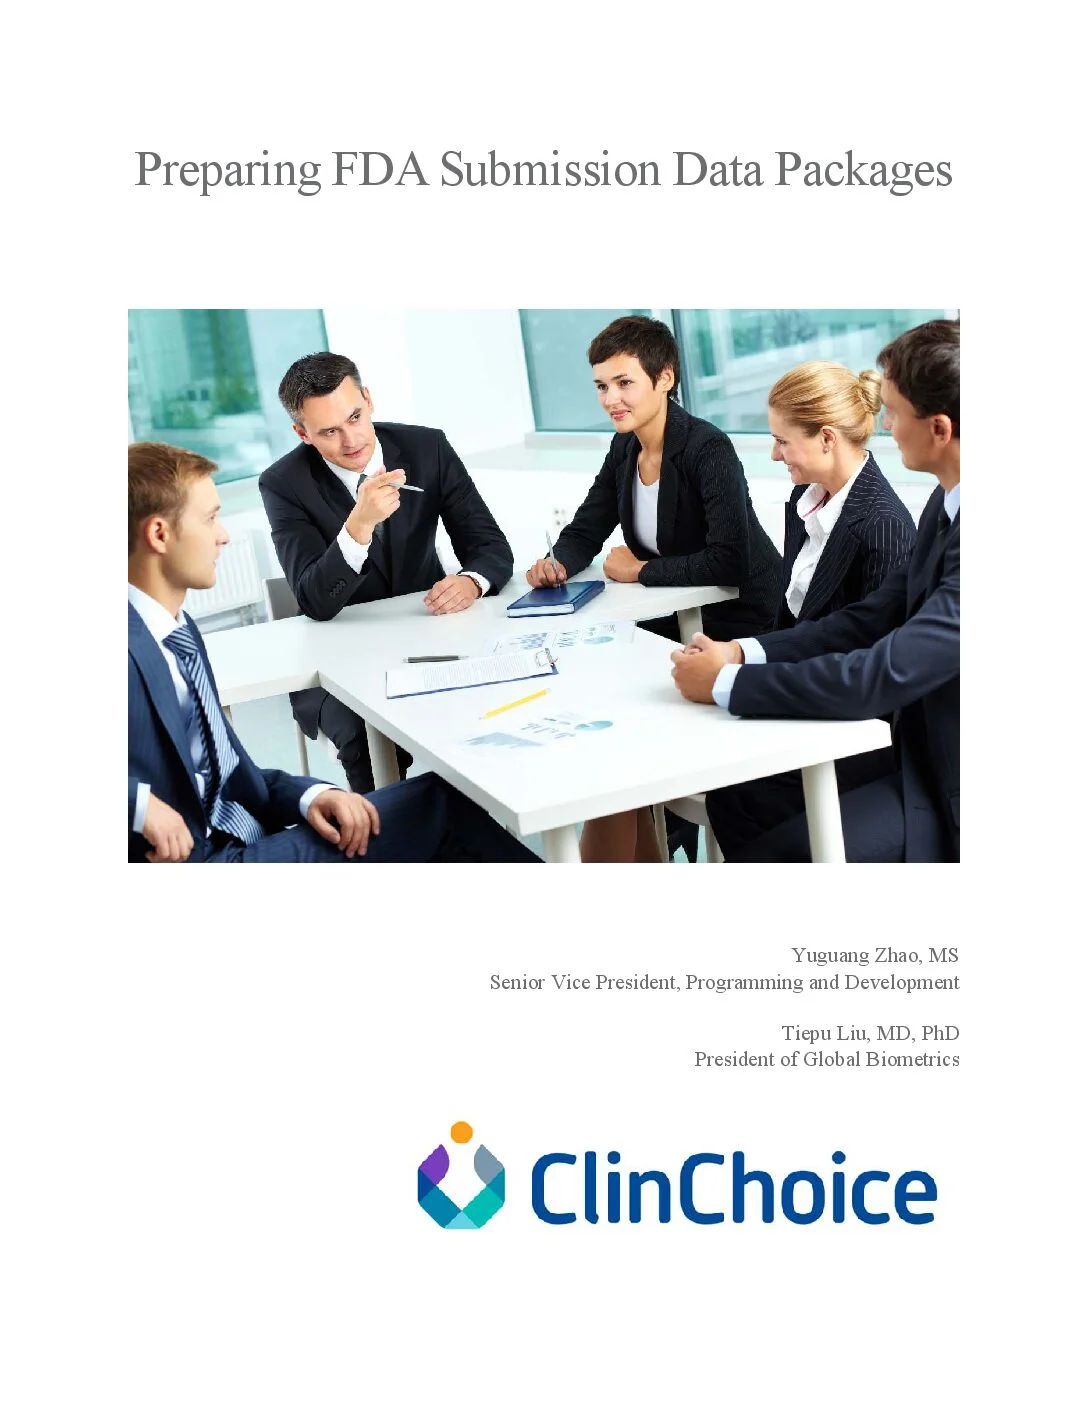 Preparing FDA Submission Data Packages
Yuguang Zhao, MS
Senior Vice President, Programming and Development
Tiepu Liu, MD, PhD
President of Global Biometrics
ClinChoice